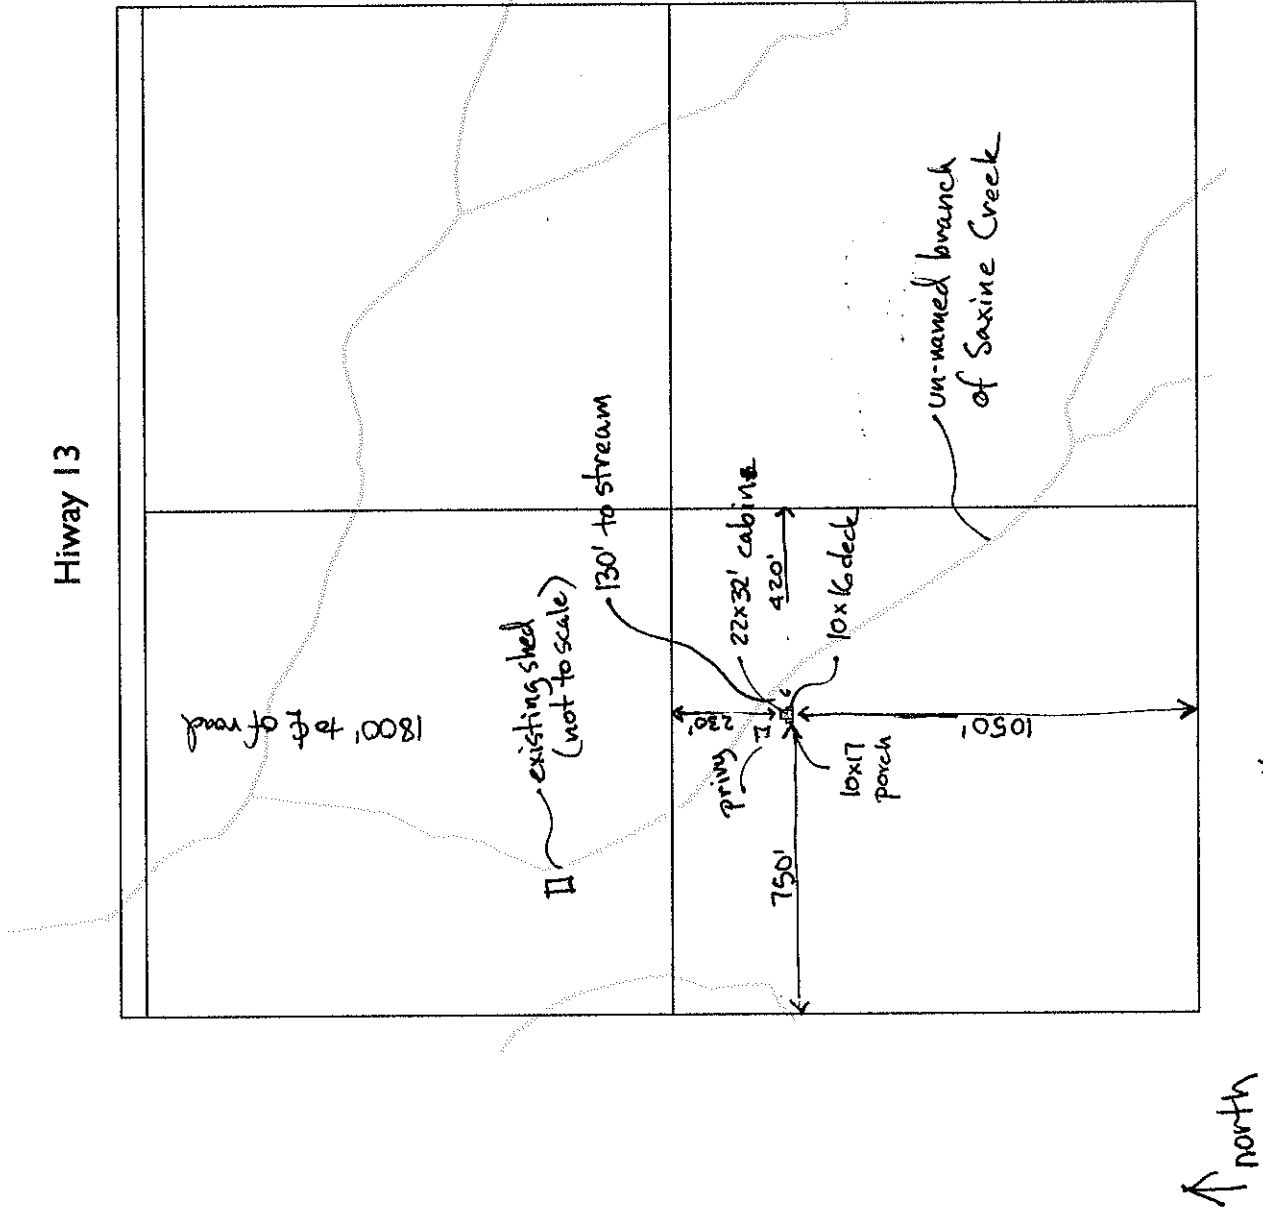 Hiway 13
1800' to ℄ of road
existing shed
(not to scale)
130' to stream
22x32' cabin
420'
10x16 deck
230'
privy
10x17
porch
750'
1050'
un-named branch
of Saxine Creek
north